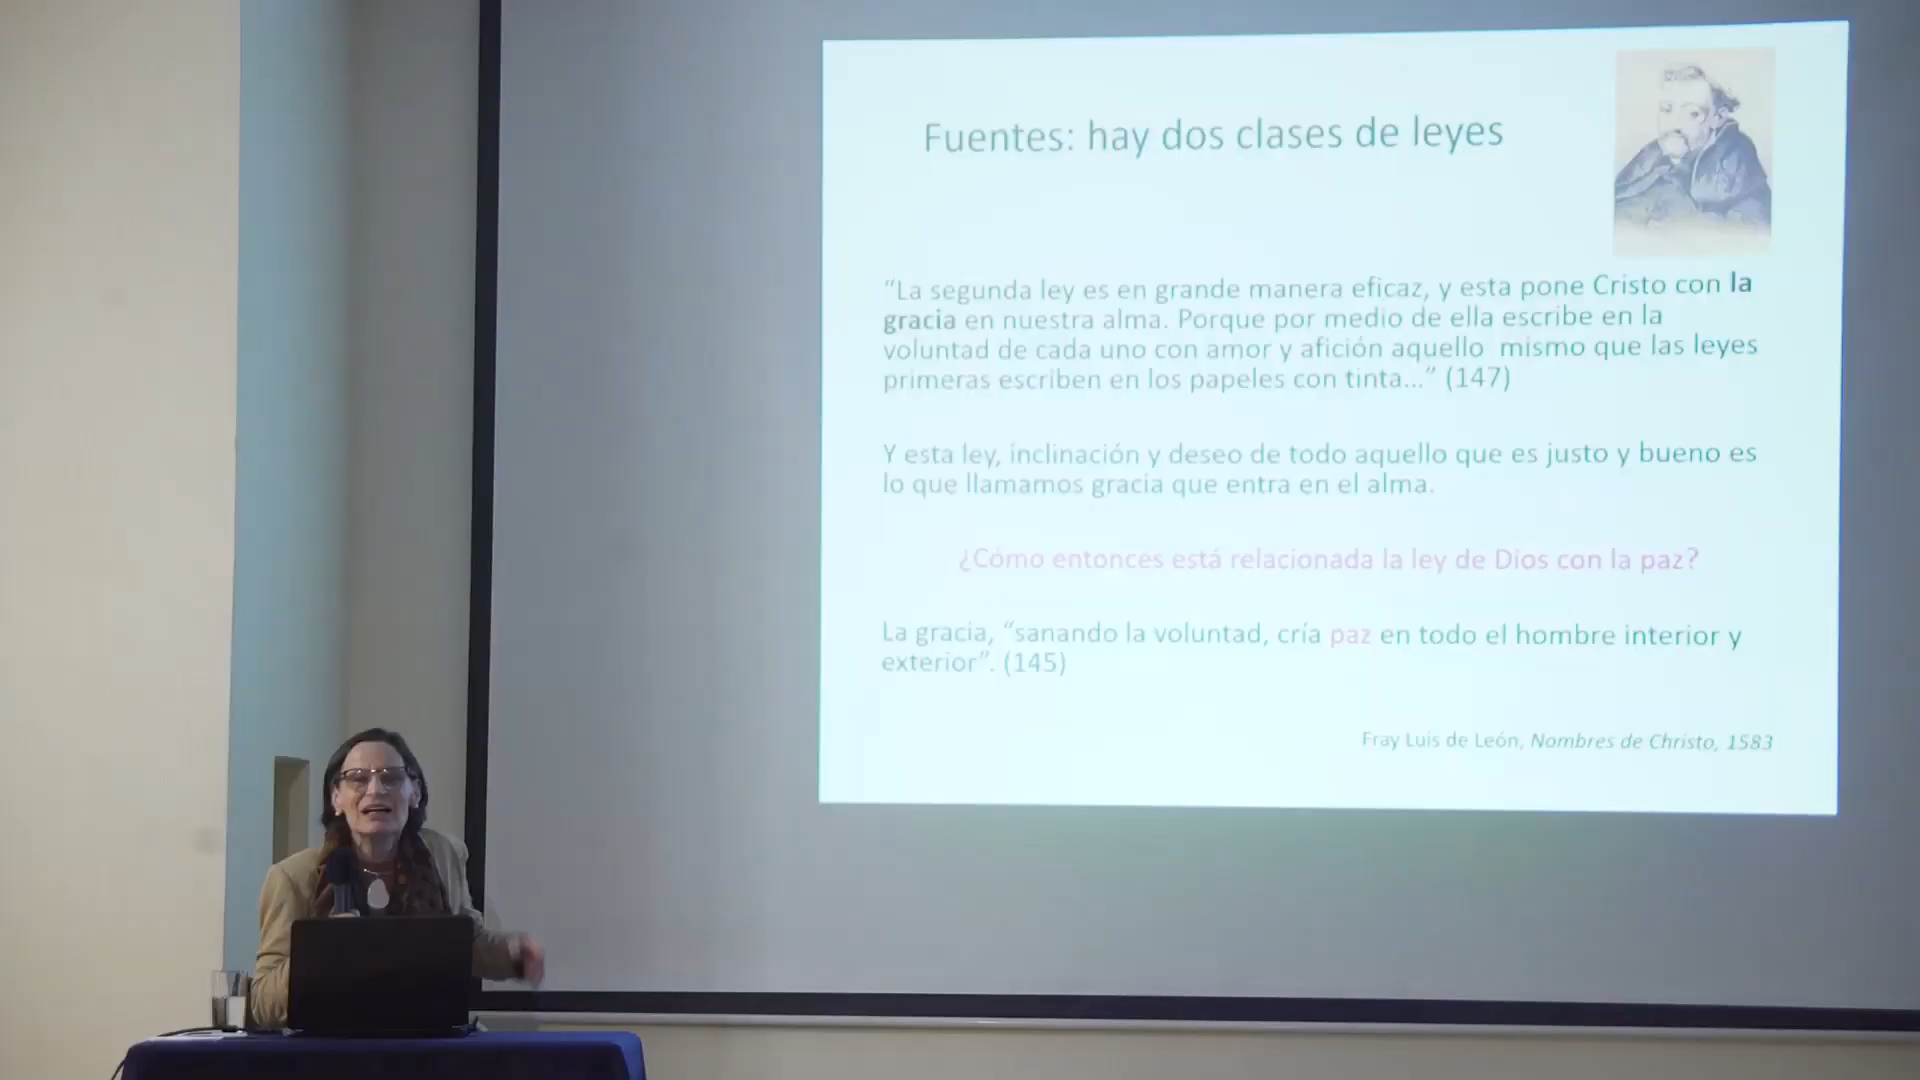 Fuentes: hay dos clases de leyes
“La segunda ley es en grande manera eficaz, y esta pone Cristo con la
gracia en nuestra alma. Porque por medio de ella escribe en la
voluntad de cada uno con amor y afición aquello mismo que las leyes
primeras escriben en los papeles con tinta...” (147)
Y esta ley, inclinación y deseo de todo aquello que es justo y bueno es
lo que llamamos gracia que entra en el alma.
¿Cómo entonces está relacionada la ley de Dios con la paz?
La gracia, “sanando la voluntad, cría paz en todo el hombre interior y
exterior”. (145)
Fray Luis de León, Nombres de Christo, 1583